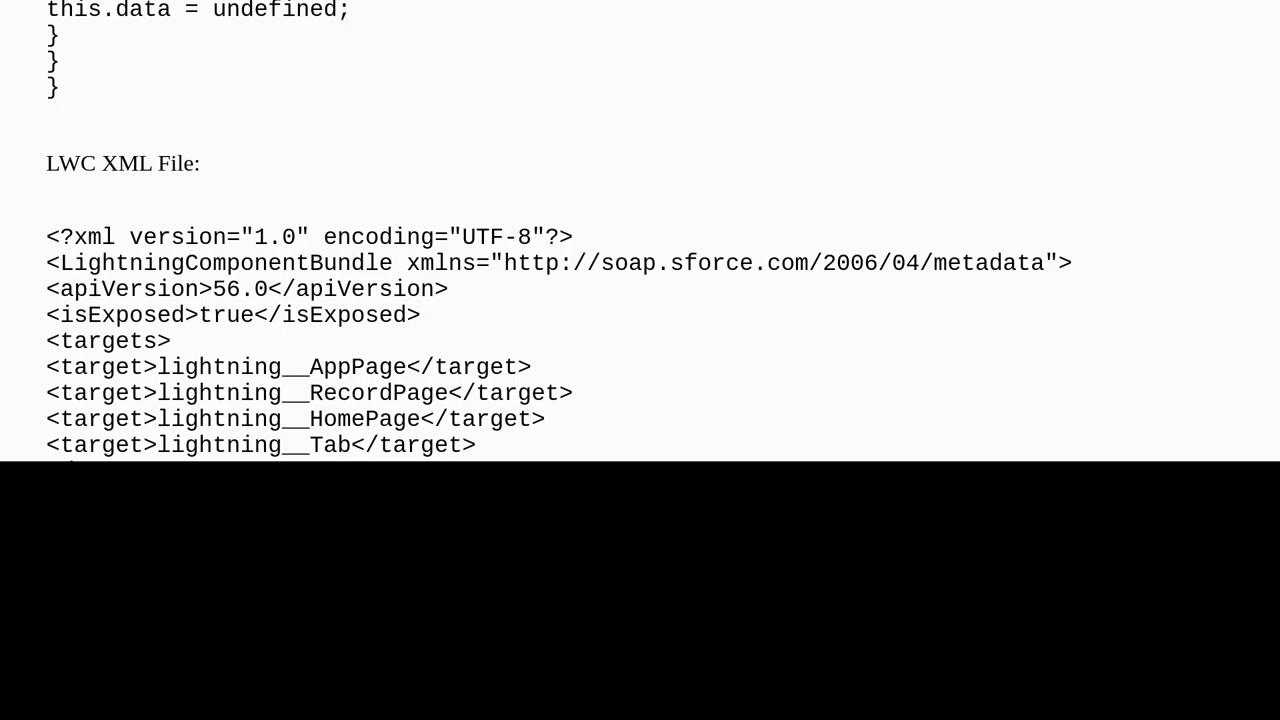 this.data = undefined;
}
}
}
LWC XML File:
<?xml version="1.0" encoding="UTF-8"?>
<LightningComponentBundle xmlns="http://soap.sforce.com/2006/04/metadata">
<apiVersion>56.0</apiVersion>
<isExposed>true</isExposed>
<targets>
<target>lightning__AppPage</target>
<target>lightning__RecordPage</target>
<target>lightning__HomePage</target>
<target>lightning__Tab</target>